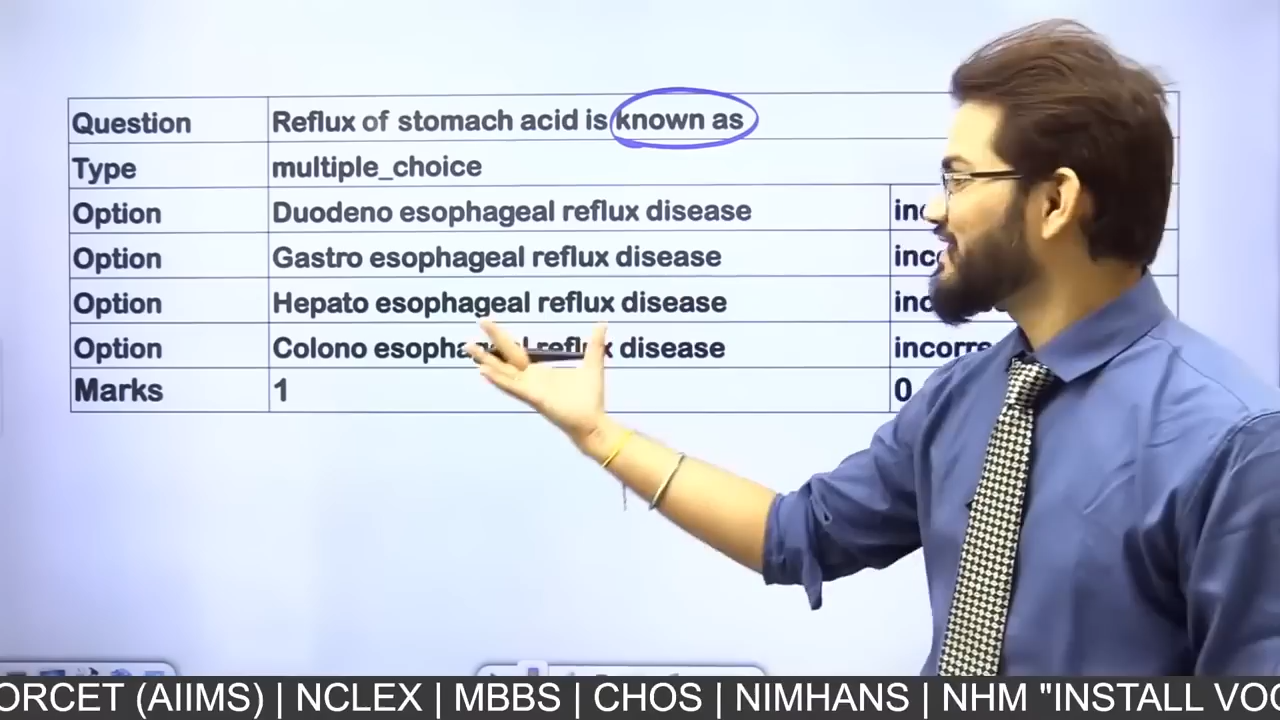 Question Reflux of stomach acid is known as
Type multiple_choice
Option Duodeno esophageal reflux disease
Option Gastro esophageal reflux disease
Option Hepato esophageal reflux disease
Option Colono disease
Marks 1 0
(AIIMS) | NCLEX | MBBS | CHOS | NIMHANS | NHM "INSTALL